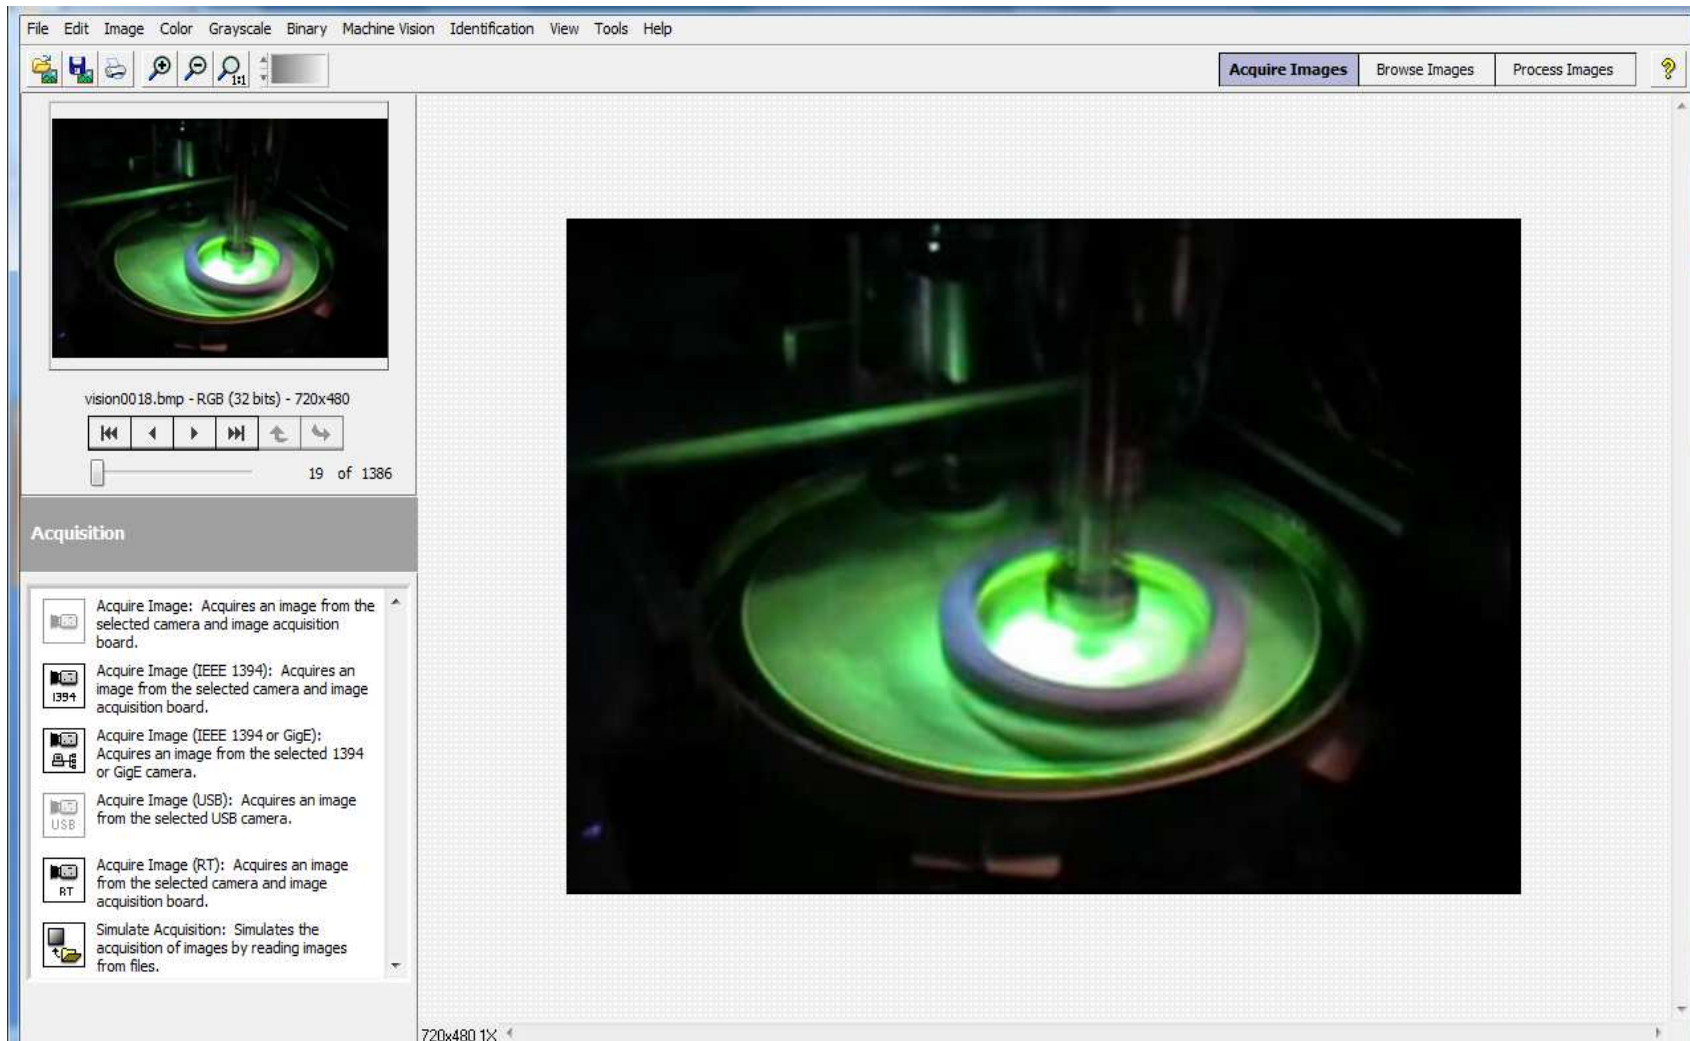 File Edit Image Color Grayscale Binary Machine Vision Identification View Tools Help
1:1
Acquire Images Browse Images Process Images ?
vision0018.bmp - RGB (32 bits) - 720x480
19 of 1386
Acquisition
Acquire Image: Acquires an image from the
selected camera and image acquisition
board.
1394
Acquire Image (IEEE 1394): Acquires an
image from the selected camera and image
acquisition board.
Acquire Image (IEEE 1394 or GigE):
Acquires an image from the selected 1394
or GigE camera.
USB
Acquire Image (USB): Acquires an image
from the selected USB camera.
RT
Acquire Image (RT): Acquires an image
from the selected camera and image
acquisition board.
Simulate Acquisition: Simulates the
acquisition of images by reading images
from files.
720x480 1X